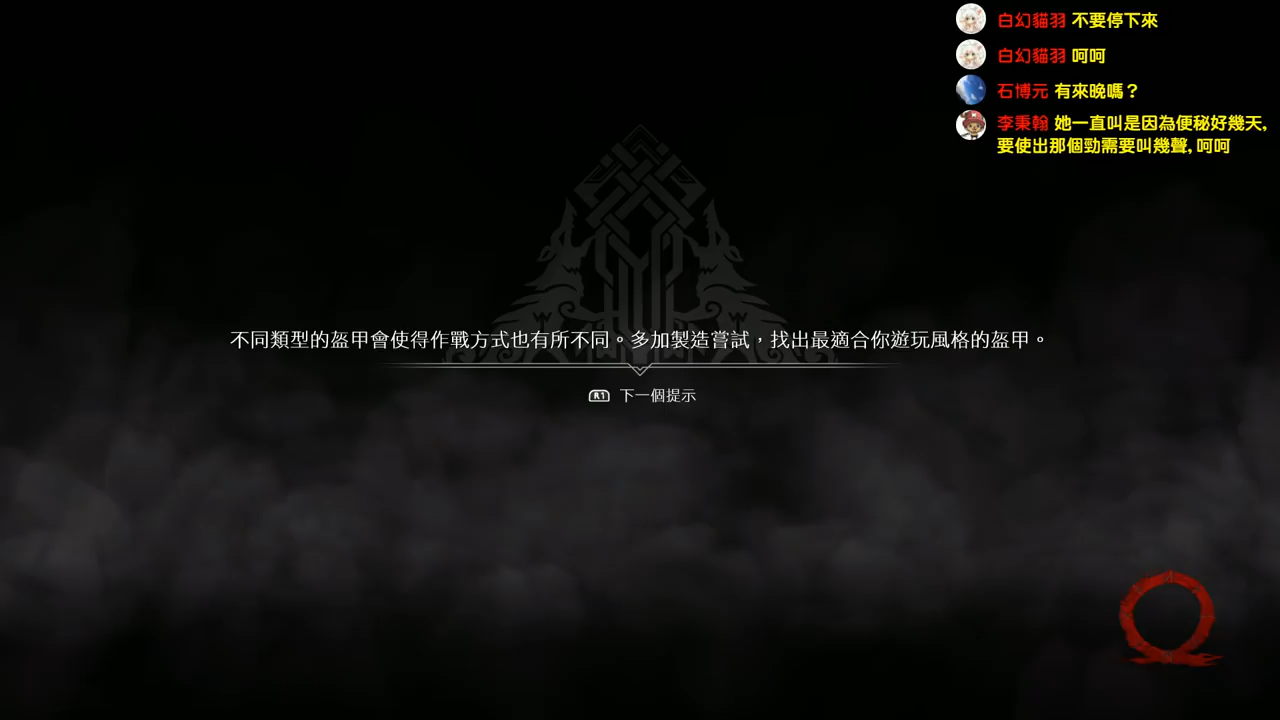 白幻貓羽 不要停下來
白幻貓羽 呵呵
石博元 有來晚嗎？
李秉翰 她一直叫是因為便秘好幾天,
要使出那個勁需要叫幾聲, 呵呵
不同類型的盔甲會使得作戰方式也有所不同。多加製造嘗試，找出最適合你遊玩風格的盔甲。
R1 下一個提示